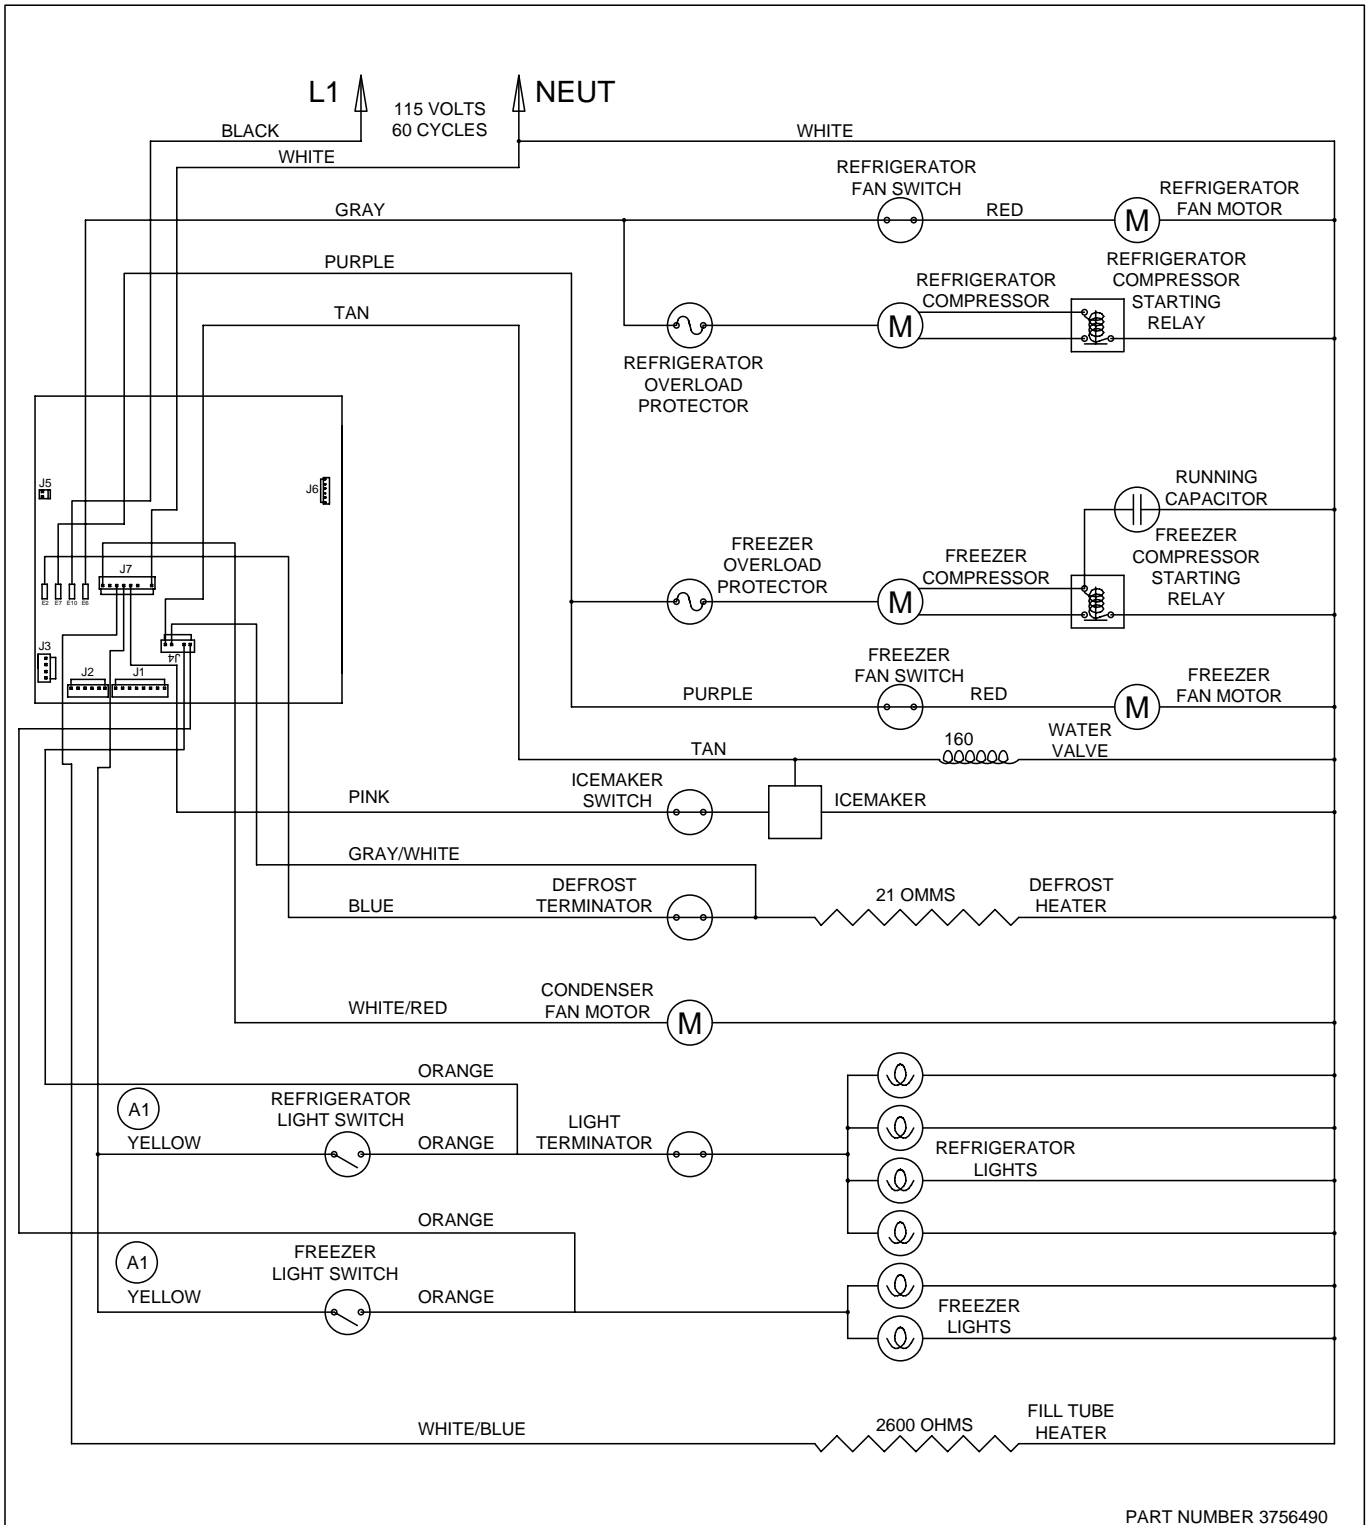 L1
115 VOLTS
60 CYCLES
NEUT
BLACK
WHITE
WHITE
REFRIGERATOR
FAN SWITCH
REFRIGERATOR
FAN MOTOR
GRAY
RED
M
PURPLE
REFRIGERATOR
COMPRESSOR
REFRIGERATOR
COMPRESSOR
STARTING
RELAY
TAN
M
REFRIGERATOR
OVERLOAD
PROTECTOR
J5
J6
RUNNING
CAPACITOR
FREEZER
OVERLOAD
PROTECTOR
FREEZER
COMPRESSOR
FREEZER
COMPRESSOR
STARTING
RELAY
J7
E2
E7
E10
E6
M
J3
J4
J2
J1
FREEZER
FAN SWITCH
FREEZER
FAN MOTOR
PURPLE
RED
M
TAN
160
WATER
VALVE
PINK
ICEMAKER
SWITCH
ICEMAKER
GRAY/WHITE
BLUE
DEFROST
TERMINATOR
21 OMMS
DEFROST
HEATER
WHITE/RED
CONDENSER
FAN MOTOR
M
ORANGE
A1
YELLOW
REFRIGERATOR
LIGHT SWITCH
ORANGE
LIGHT
TERMINATOR
REFRIGERATOR
LIGHTS
ORANGE
A1
YELLOW
FREEZER
LIGHT SWITCH
ORANGE
FREEZER
LIGHTS
WHITE/BLUE
2600 OHMS
FILL TUBE
HEATER
PART NUMBER 3756490